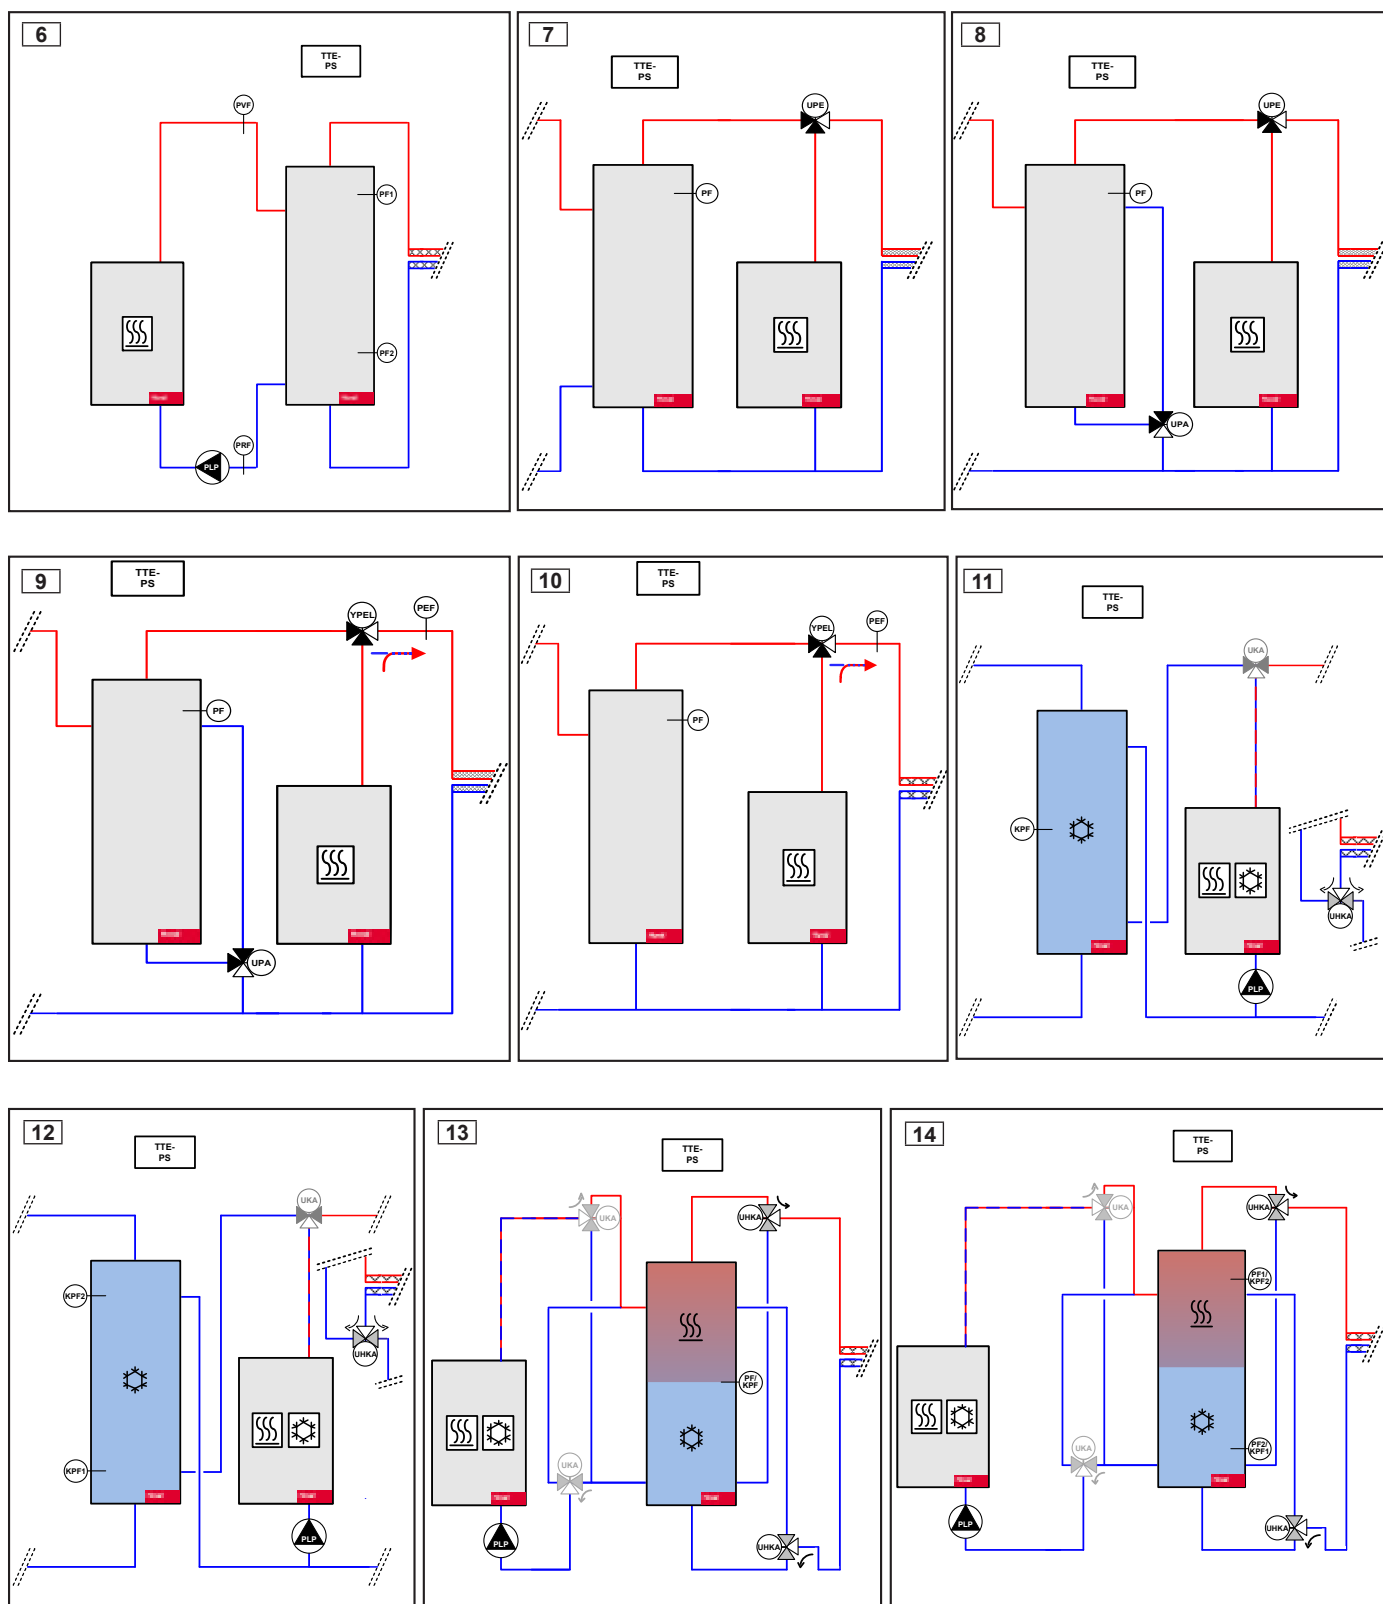 6
TTE-
PS
PVF
PF1
PF2
PRF
PLP
7
TTE-
PS
UPE
PF
8
TTE-
PS
UPE
PF
UPA
9
TTE-
PS
YPEL
PEF
PF
UPA
10
TTE-
PS
YPEL
PEF
PF
11
TTE-
PS
UKA
KPF
UHKA
PLP
12
TTE-
PS
UKA
KPF2
UHKA
KPF1
PLP
13
TTE-
PS
UKA
UHKA
PF/
KPF
UKA
PLP
UHKA
14
TTE-
PS
UKA
UHKA
PF1/
KPF2
UKA
PF2/
KPF1
PLP
UHKA